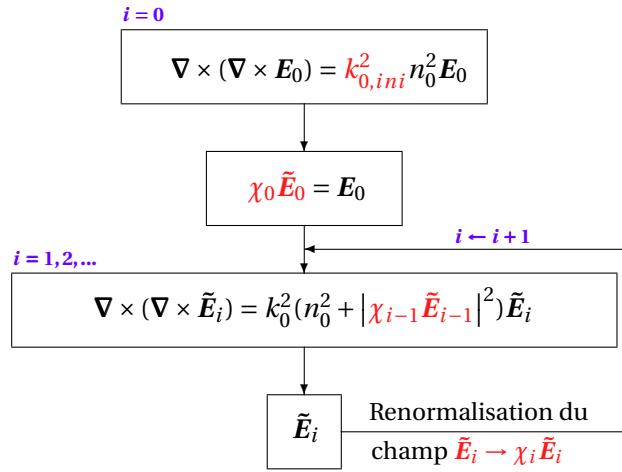 i = 0
∇ × (∇ × E₀) = k²₀,ᵢₙᵢ n₀² E₀
χ₀Ẽ₀ = E₀
i ← i + 1
i = 1, 2, ...
∇ × (∇ × Ẽᵢ) = k₀²(n₀² + |χᵢ₋₁Ẽᵢ₋₁|²)Ẽᵢ
Ẽᵢ
Renormalisation du
champ Ẽᵢ → χᵢẼᵢ